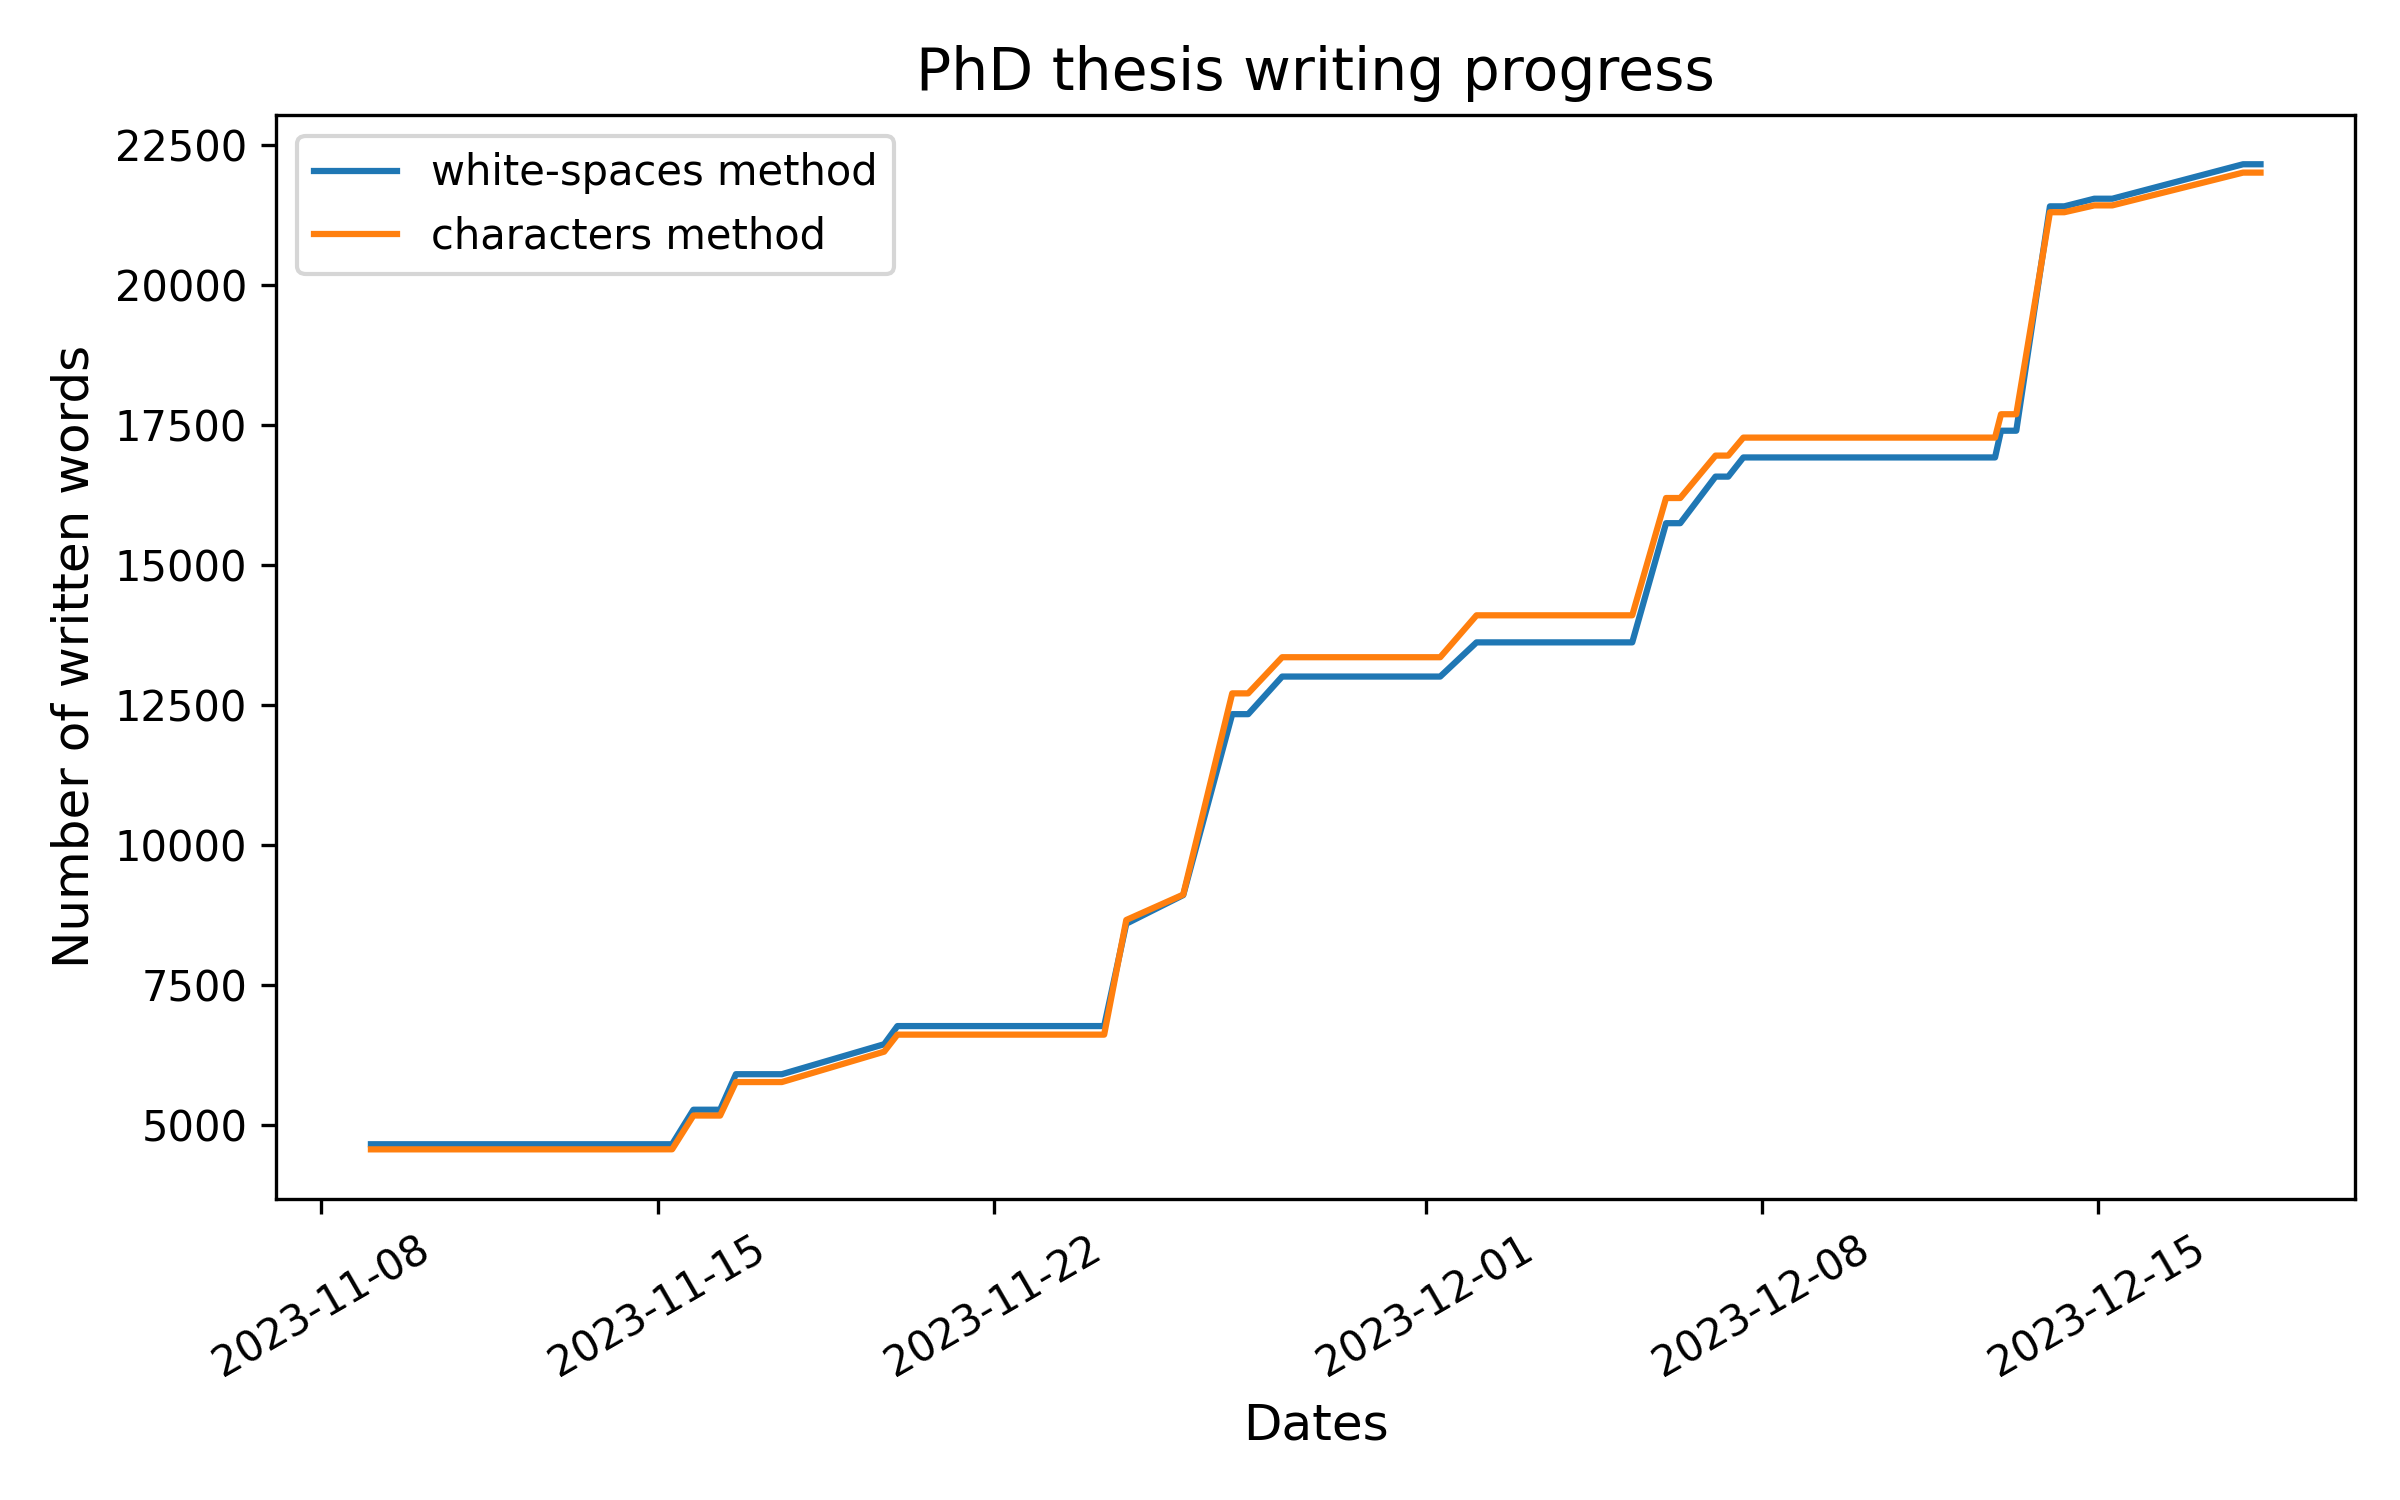 PhD thesis writing progress
white-spaces method
characters method
22500
20000
17500
15000
12500
10000
7500
5000
Number of written words
2023-11-08
2023-11-15
2023-11-22
2023-12-01
2023-12-08
2023-12-15
Dates